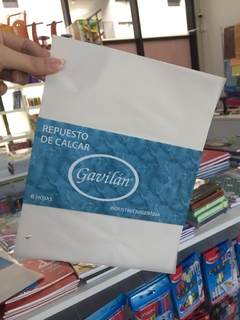 REPUESTO
DE CALCAR
Gavilán
6 HOJAS
INDUSTRIA ARGENTINA